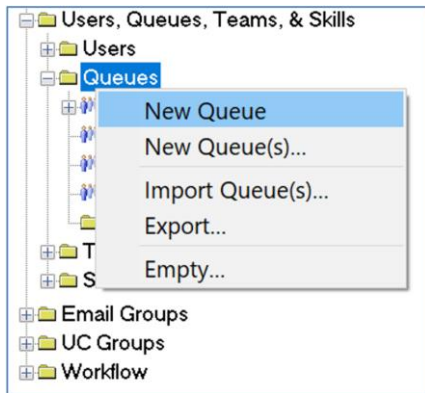 Users, Queues, Teams, & Skills
Users
Queues
New Queue
New Queue(s)...
Import Queue(s)...
Export...
Empty...
T
S
Email Groups
UC Groups
Workflow